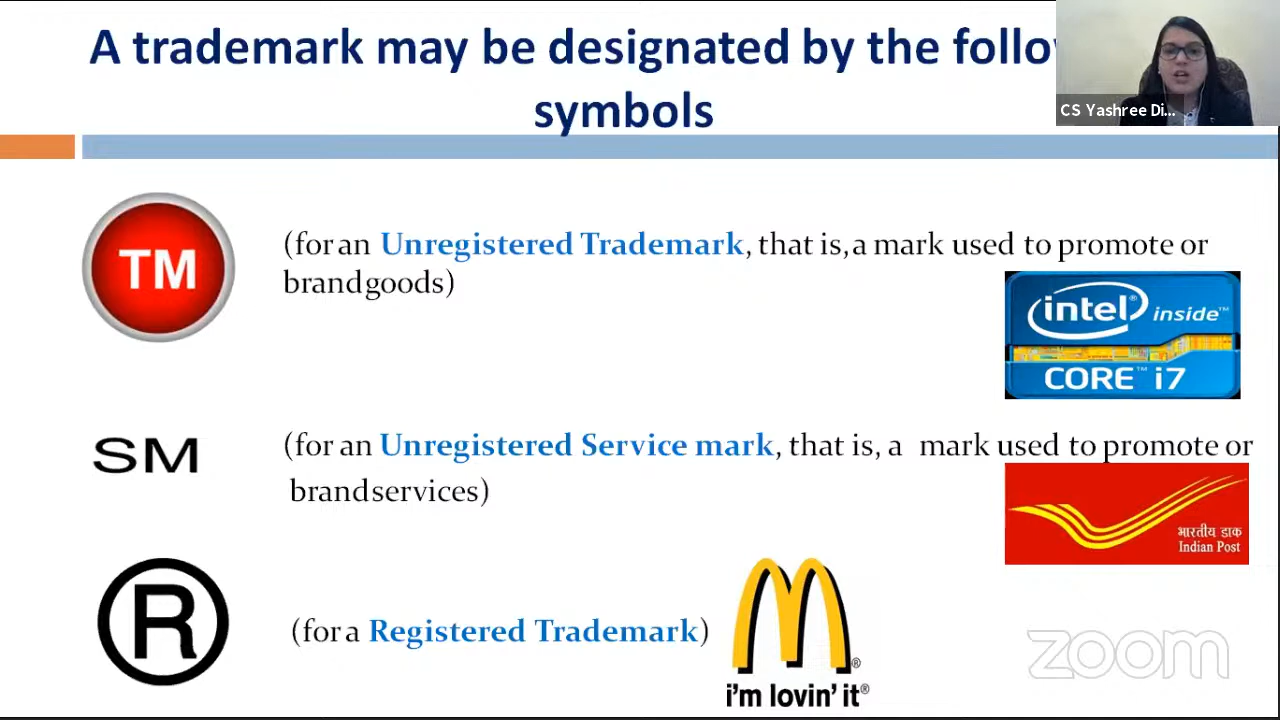 A trademark may be designated by the follo
symbols
CS Yashree Di...
TM
(for an Unregistered Trademark, that is, a mark used to promote or
brand goods)
intel® inside™
CORE™ i7
SM
(for an Unregistered Service mark, that is, a mark used to promote or
brand services)
भारतीय डाक
Indian Post
R
(for a Registered Trademark)
®
i'm lovin' it®
zoom